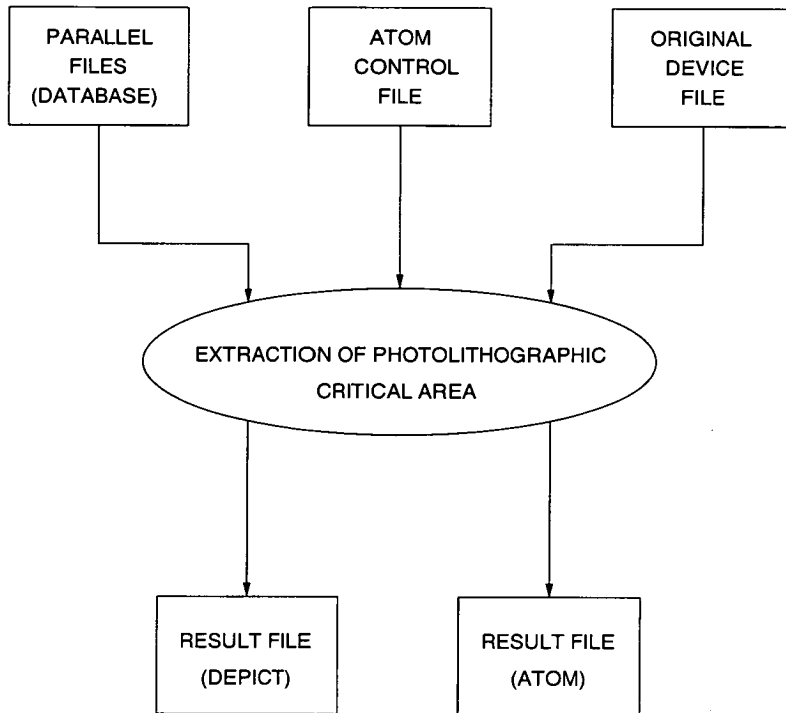 PARALLEL
FILES
(DATABASE)
ATOM
CONTROL
FILE
ORIGINAL
DEVICE
FILE
EXTRACTION OF PHOTOLITHOGRAPHIC
CRITICAL AREA
RESULT FILE
(DEPICT)
RESULT FILE
(ATOM)